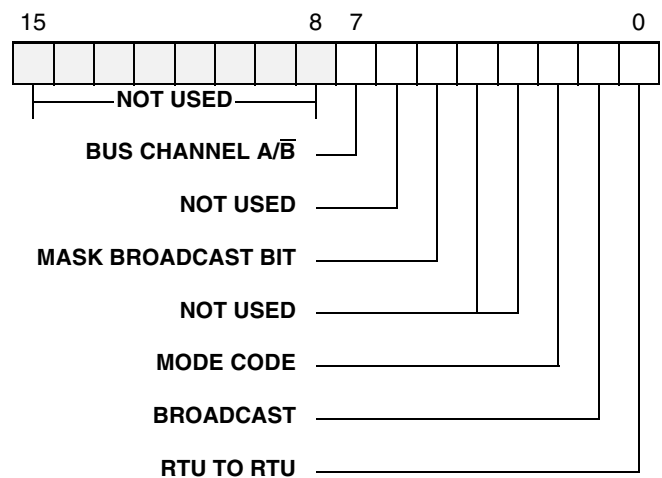 15 8 7 0
NOT USED
BUS CHANNEL A/B̅
NOT USED
MASK BROADCAST BIT
NOT USED
MODE CODE
BROADCAST
RTU TO RTU